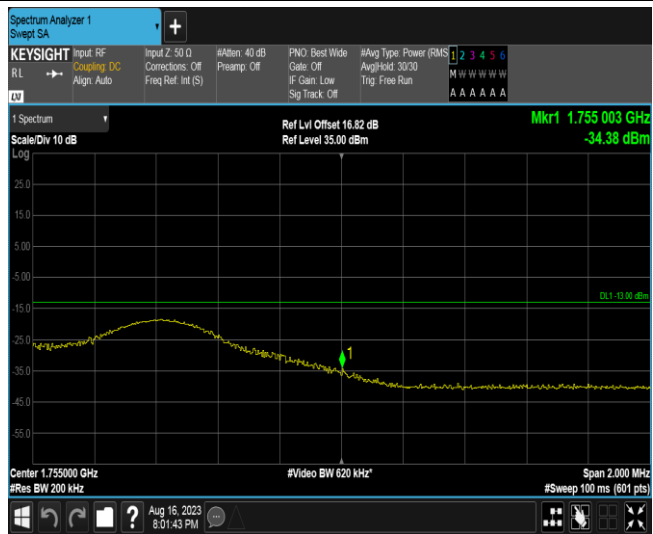 Spectrum Analyzer 1
Swept SA
+
KEYSIGHT
RL
LXI
Input: RF
Coupling: DC
Align: Auto
Input Z: 50 Ω
Corrections: Off
Freq Ref: Int (S)
#Atten: 40 dB
Preamp: Off
PNO: Best Wide
Gate: Off
IF Gain: Low
Sig Track: Off
#Avg Type: Power (RMS
Avg|Hold: 30/30
Trig: Free Run
1 2 3 4 5 6
M W W W W W
A A A A A A
1 Spectrum
Scale/Div 10 dB
Log
Ref Lvl Offset 16.82 dB
Ref Level 35.00 dBm
Mkr1 1.755 003 GHz
-34.38 dBm
25.0
15.0
5.00
-5.00
DL1 -13.00 dBm
-15.0
-25.0
1
-35.0
-45.0
-55.0
Center 1.755000 GHz
#Video BW 620 kHz*
Span 2.000 MHz
#Res BW 200 kHz
#Sweep 100 ms (601 pts)
?
Aug 16, 2023
8:01:43 PM